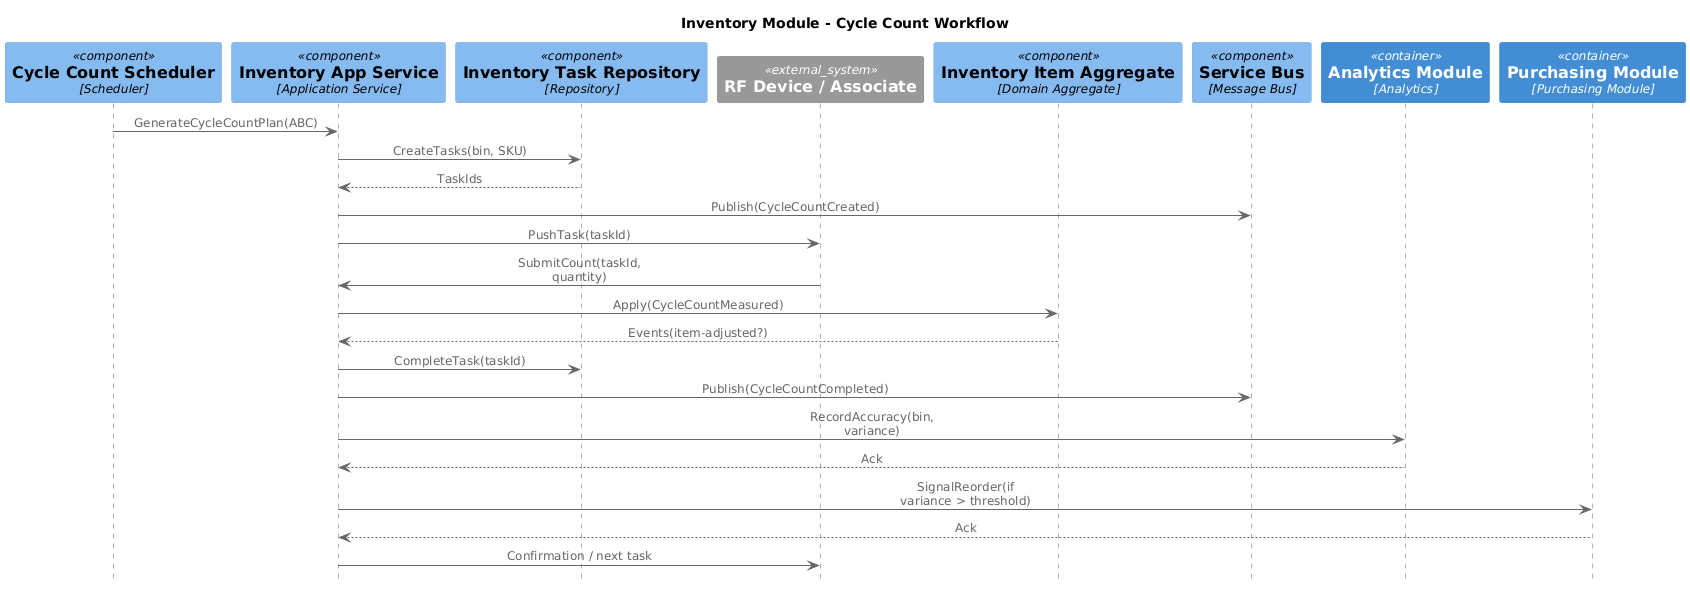 Inventory Module - Cycle Count Workflow
«component»
Cycle Count Scheduler
[Scheduler]
«component»
Inventory App Service
[Application Service]
«component»
Inventory Task Repository
[Repository]
«external_system»
RF Device / Associate
«component»
Inventory Item Aggregate
[Domain Aggregate]
«component»
Service Bus
[Message Bus]
«container»
Analytics Module
[Analytics]
«container»
Purchasing Module
[Purchasing Module]
GenerateCycleCountPlan(ABC)
CreateTasks(bin, SKU)
TaskIds
Publish(CycleCountCreated)
PushTask(taskId)
SubmitCount(taskId,
quantity)
Apply(CycleCountMeasured)
Events(item-adjusted?)
CompleteTask(taskId)
Publish(CycleCountCompleted)
RecordAccuracy(bin,
variance)
Ack
SignalReorder(if
variance > threshold)
Ack
Confirmation / next task